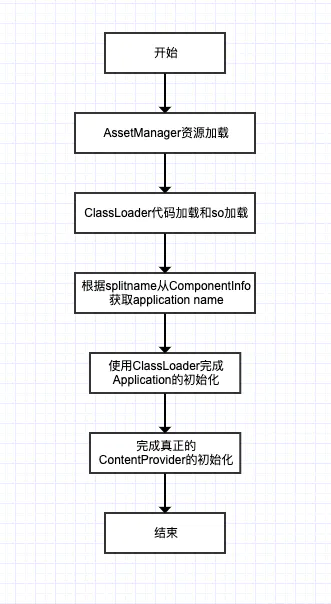 开始
AssetManager资源加载
ClassLoader代码加载和so加载
根据splitname从ComponentInfo
获取application name
使用ClassLoader完成
Application的初始化
完成真正的
ContentProvider的初始化
结束